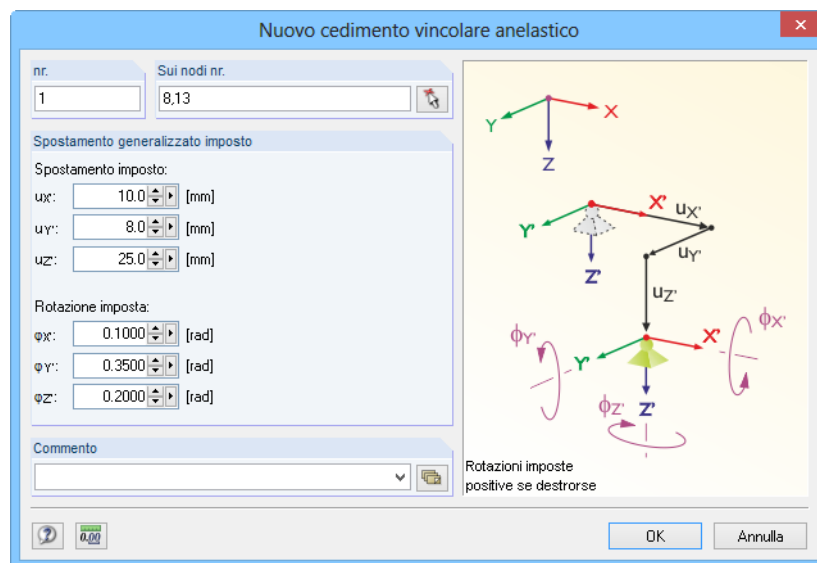 Nuovo cedimento vincolare anelastico
nr.
Sui nodi nr.
1
8,13
Spostamento generalizzato imposto
Spostamento imposto:
uX': 10.0 [mm]
uY': 8.0 [mm]
uZ': 25.0 [mm]
Rotazione imposta:
φX': 0.1000 [rad]
φY': 0.3500 [rad]
φZ': 0.2000 [rad]
Commento
Y
X
Z
X'
uX'
Y'
uY'
Z'
uZ'
ϕY'
X'
ϕX'
Y'
ϕZ'
Z'
Rotazioni imposte
positive se destrorse
0.00
OK
Annulla